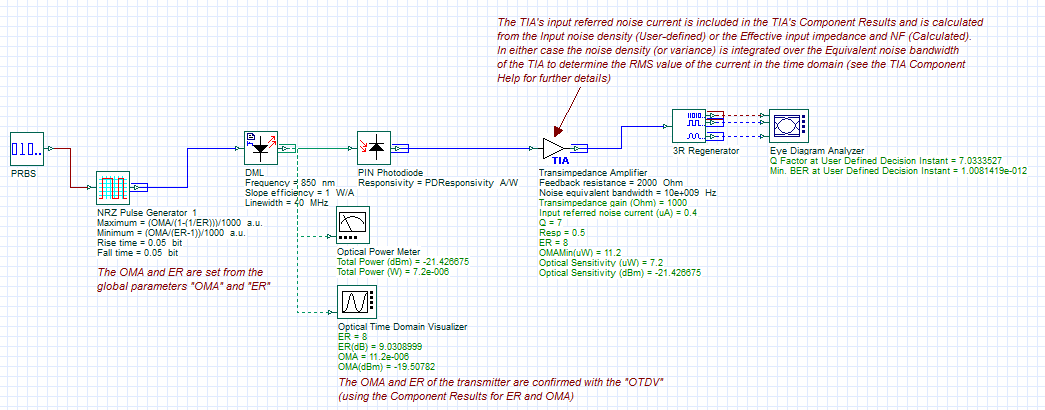 The TIA's input referred noise current is included in the TIA's Component Results and is calculated
from the Input noise density (User-defined) or the Effective input impedance and NF (Calculated).
In either case the noise density (or variance) is integrated over the Equivalent noise bandwidth
of the TIA to determine the RMS value of the current in the time domain (see the TIA Component
Help for further details)
010..
PRBS
NRZ Pulse Generator 1
Maximum = (OMA/(1-(1/ER)))/1000 a.u.
Minimum = (OMA/(ER-1))/1000 a.u.
Rise time = 0.05 bit
Fall time = 0.05 bit
The OMA and ER are set from the
global parameters "OMA" and "ER"
DML
Frequency = 850 nm
Slope efficiency = 1 W/A
Linewidth = 40 MHz
PIN Photodiode
Responsivity = PDResponsivity A/W
Optical Power Meter
Total Power (dBm) = -21.426675
Total Power (W) = 7.2e-006
Optical Time Domain Visualizer
ER = 8
ER(dB) = 9.0308999
OMA = 11.2e-006
OMA(dBm) = -19.50782
The OMA and ER of the transmitter are confirmed with the "OTDV"
(using the Component Results for ER and OMA)
TIA
Transimpedance Amplifier
Feedback resistance = 2000 Ohm
Noise equivalent bandwidth = 10e+009 Hz
Transimpedance gain (Ohm) = 1000
Input referred noise current (uA) = 0.4
Q = 7
Resp = 0.5
ER = 8
OMAMin(uW) = 11.2
Optical Sensitivity (uW) = 7.2
Optical Sensitivity (dBm) = -21.426675
3R Regenerator
Eye Diagram Analyzer
Q Factor at User Defined Decision Instant = 7.0333527
Min. BER at User Defined Decision Instant = 1.0081419e-012